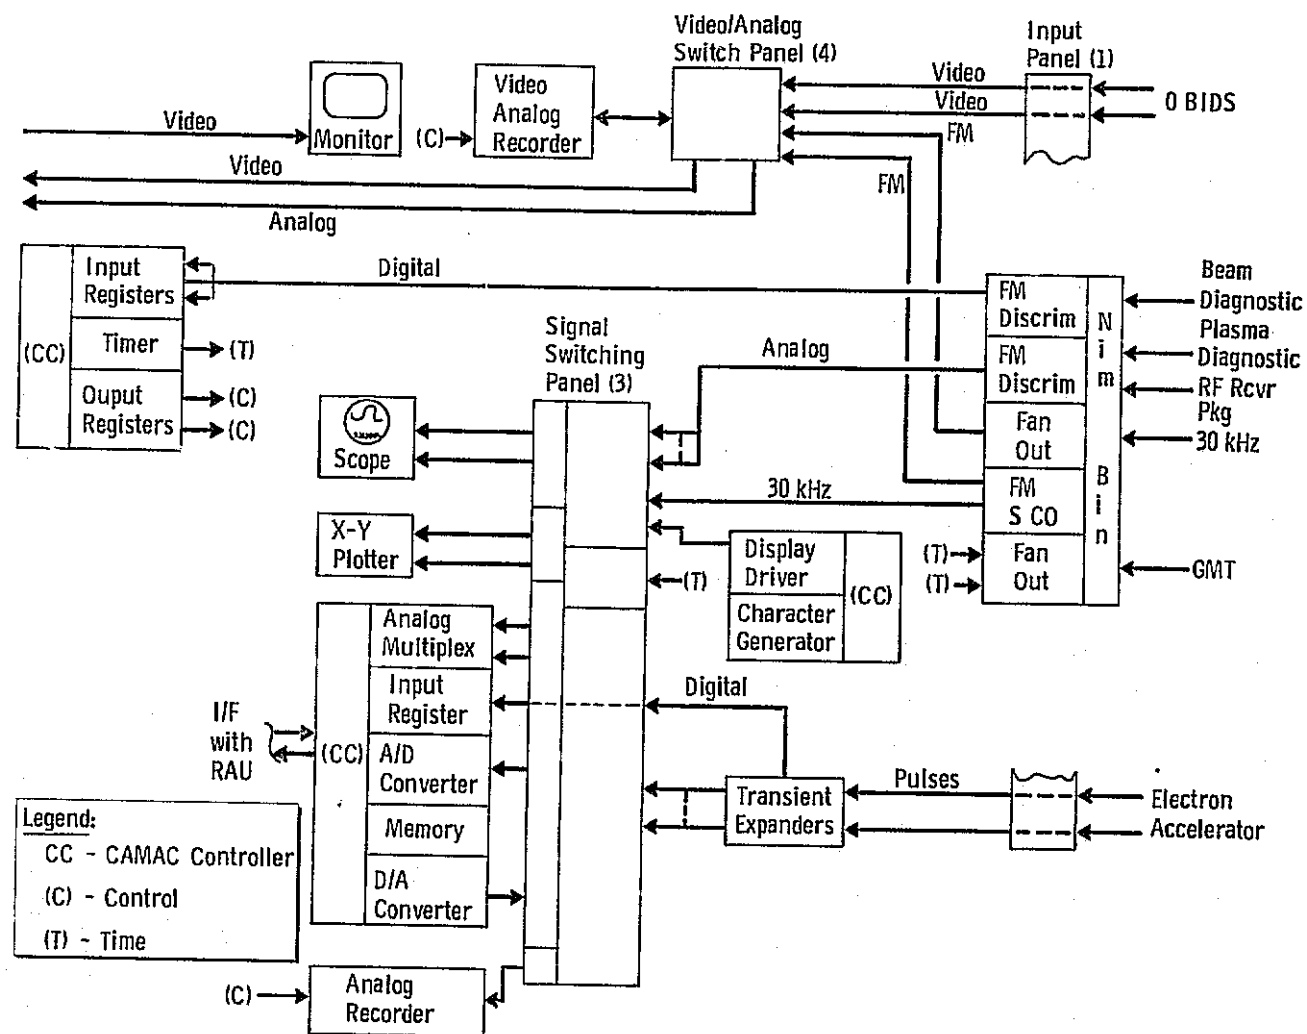 Video/Analog
Switch Panel (4)
Input
Panel (1)
Video
Monitor
(C)
Video
Analog
Recorder
Video
Video
FM
FM
O BIDS
Video
Analog
(CC)
Input
Registers
Timer
Ouput
Registers
(T)
(C)
(C)
Digital
Signal
Switching
Panel (3)
Analog
30 kHz
FM
Discrim
FM
Discrim
Fan
Out
FM
S CO
Fan
Out
Nim Bin
(T)
(T)
Beam
Diagnostic
Plasma
Diagnostic
RF Rcvr
Pkg
30 kHz
GMT
Scope
X-Y
Plotter
(T)
Display
Driver
Character
Generator
(CC)
Analog
Multiplex
Input
Register
A/D
Converter
Memory
D/A
Converter
(CC)
I/F
with
RAU
Digital
Transient
Expanders
Pulses
Electron
Accelerator
Legend:
CC - CAMAC Controller
(C) - Control
(T) - Time
(C)
Analog
Recorder